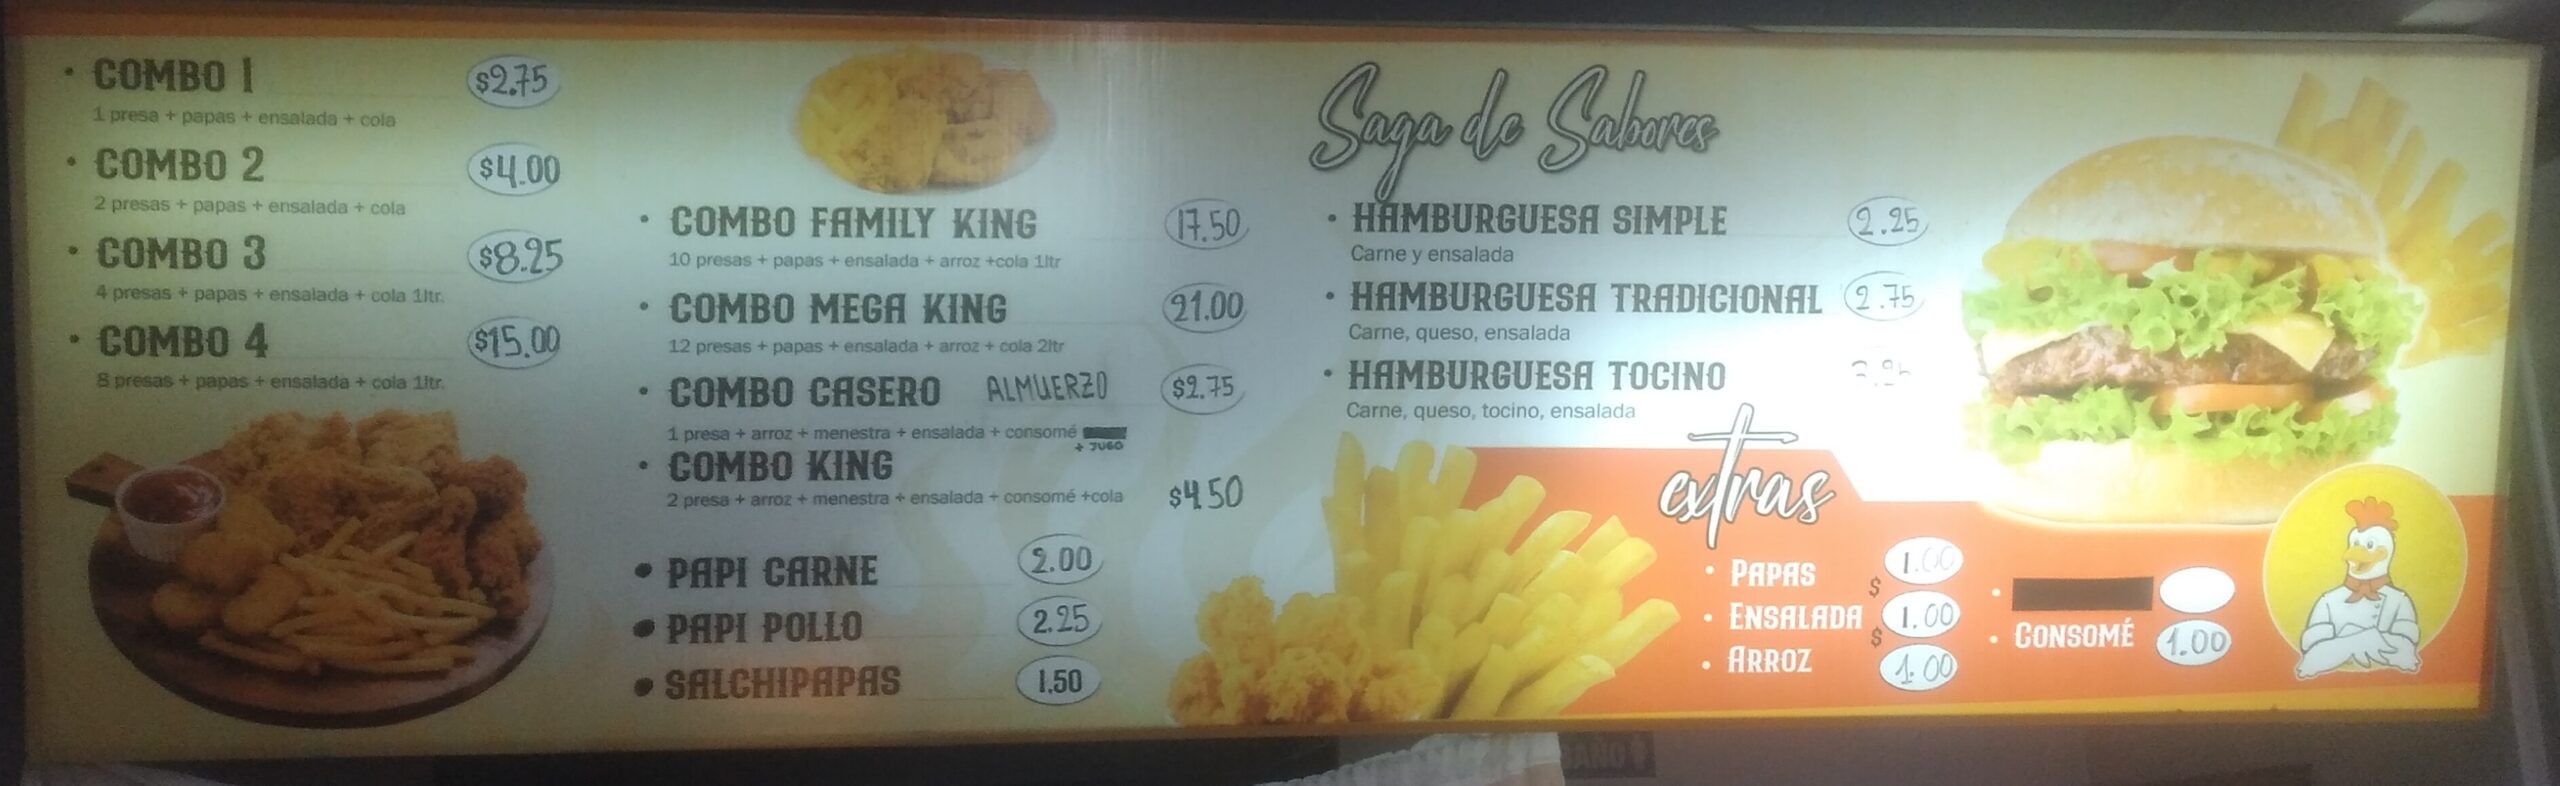 • COMBO 1 $2.75
1 presa + papas + ensalada + cola
• COMBO 2 $4.00
2 presas + papas + ensalada + cola
• COMBO 3 $8.25
4 presas + papas + ensalada + cola 1ltr.
• COMBO 4 $15.00
8 presas + papas + ensalada + cola 1ltr.
• COMBO FAMILY KING 17.50
10 presas + papas + ensalada + arroz +cola 1ltr
• COMBO MEGA KING 21.00
12 presas + papas + ensalada + arroz + cola 2ltr
• COMBO CASERO ALMUERZO $2.75
1 presa + arroz + menestra + ensalada + consomé
+ JUGO
• COMBO KING
2 presa + arroz + menestra + ensalada + consomé +cola $4.50
• PAPI CARNE 2.00
• PAPI POLLO 2.25
• SALCHIPAPAS 1.50
Saga de Sabores
• HAMBURGUESA SIMPLE 2.25
Carne y ensalada
• HAMBURGUESA TRADICIONAL 2.75
Carne, queso, ensalada
• HAMBURGUESA TOCINO
Carne, queso, tocino, ensalada
extras
• PAPAS $ 1.00
• ENSALADA $ 1.00
• ARROZ 1.00
• CONSOMÉ 1.00
BAÑO